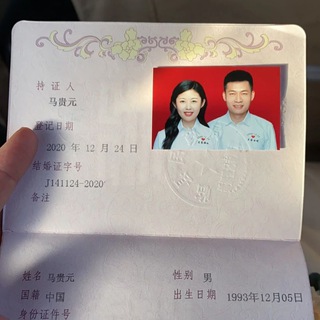 持证人
马贵元
登记日期
2020 年 12 月 24 日
结婚证字号
J141124-2020
备注
姓名 马贵元 性别 男
国籍 中国 出生日期 1993年12月05日
身份证件号